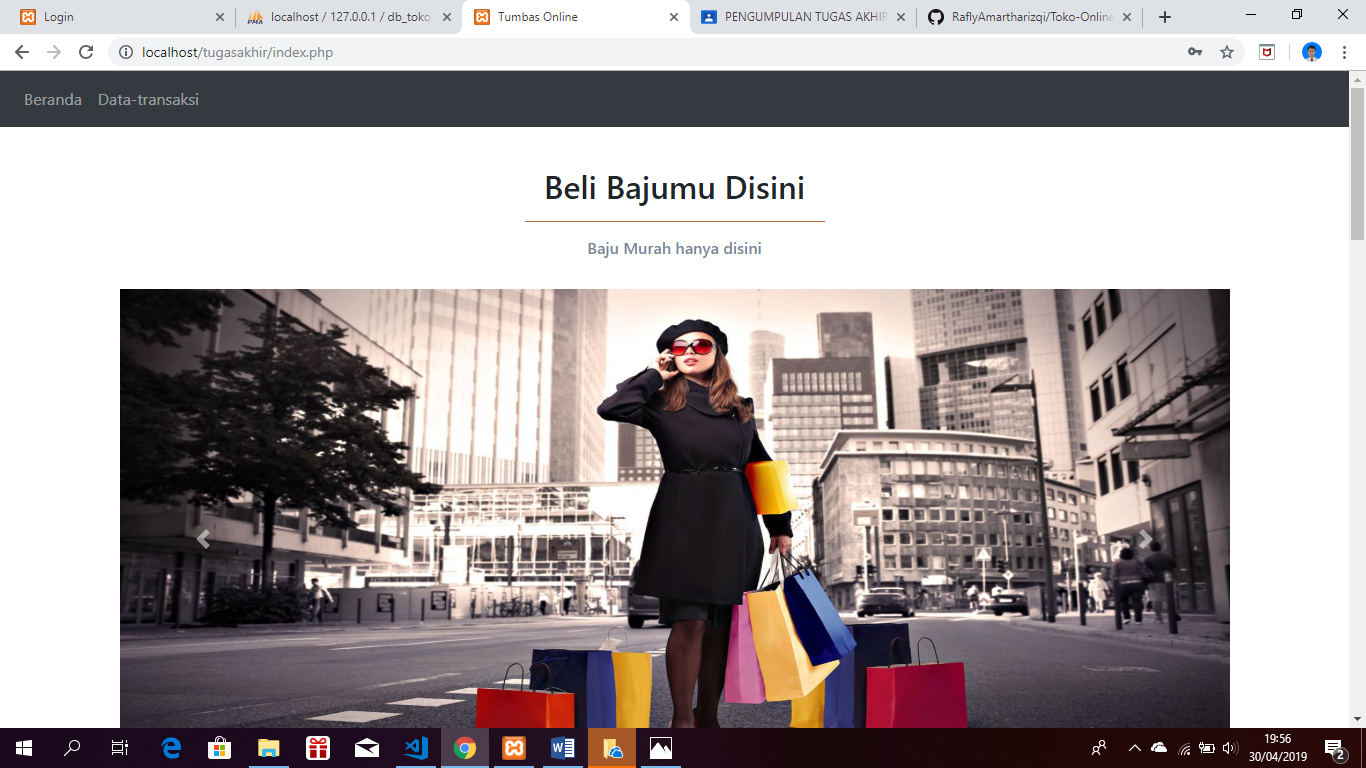 Login
localhost / 127.0.0.1 / db_toko
Tumbas Online
PENGUMPULAN TUGAS AKHIR
RaflyAmartharizqi/Toko-Online
localhost/tugasakhir/index.php
Beranda
Data-transaksi
Beli Bajumu Disini
Baju Murah hanya disini
19:56
30/04/2019
2